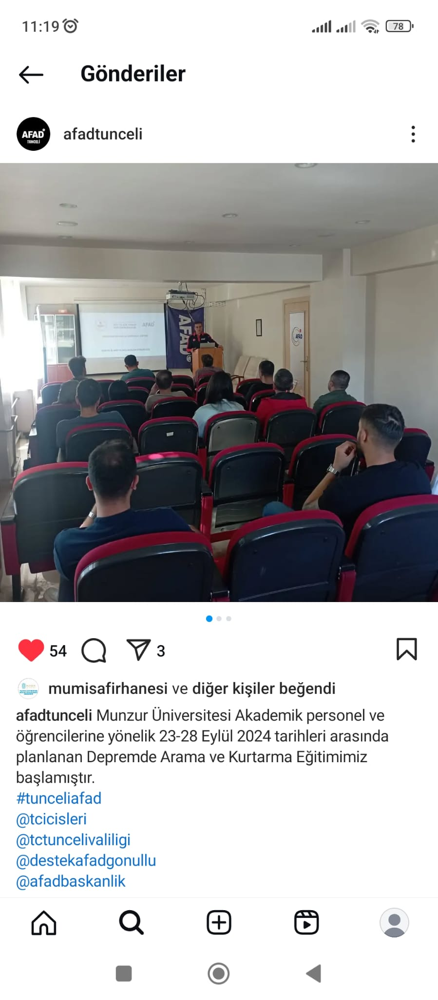 11:19
78
Gönderiler
AFAD
TUNCELİ
afadtunceli
AFAD
AFAD
AFAD
54
3
mumisafirhanesi ve diğer kişiler beğendi
afadtunceli Munzur Üniversitesi Akademik personel ve
öğrencilerine yönelik 23-28 Eylül 2024 tarihleri arasında
planlanan Depremde Arama ve Kurtarma Eğitimimiz
başlamıştır.
#tunceliafad
@tcicisleri
@tctuncelivaliligi
@destekafadgonullu
@afadbaskanlik